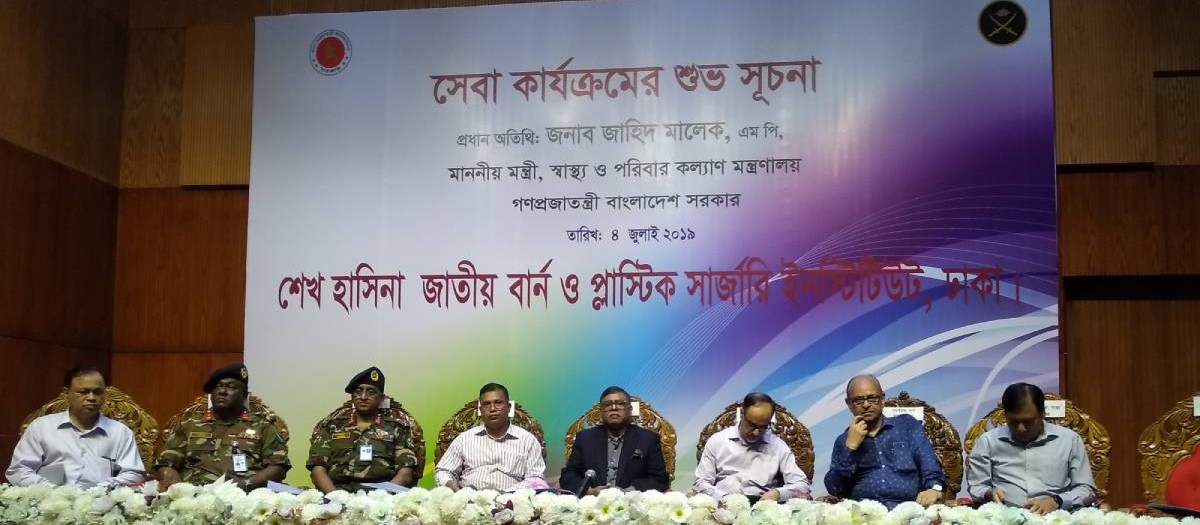 সেবা কার্যক্রমের শুভ সূচনা
প্রধান অতিথি: জনাব জাহিদ মালেক, এম পি,
মাননীয় মন্ত্রী, স্বাস্থ্য ও পরিবার কল্যাণ মন্ত্রণালয়
গণপ্রজাতন্ত্রী বাংলাদেশ সরকার
তারিখ: ৪ জুলাই ২০১৯
শেখ হাসিনা জাতীয় বার্ন ও প্লাস্টিক সার্জারি ইনস্টিটিউট, ঢাকা।